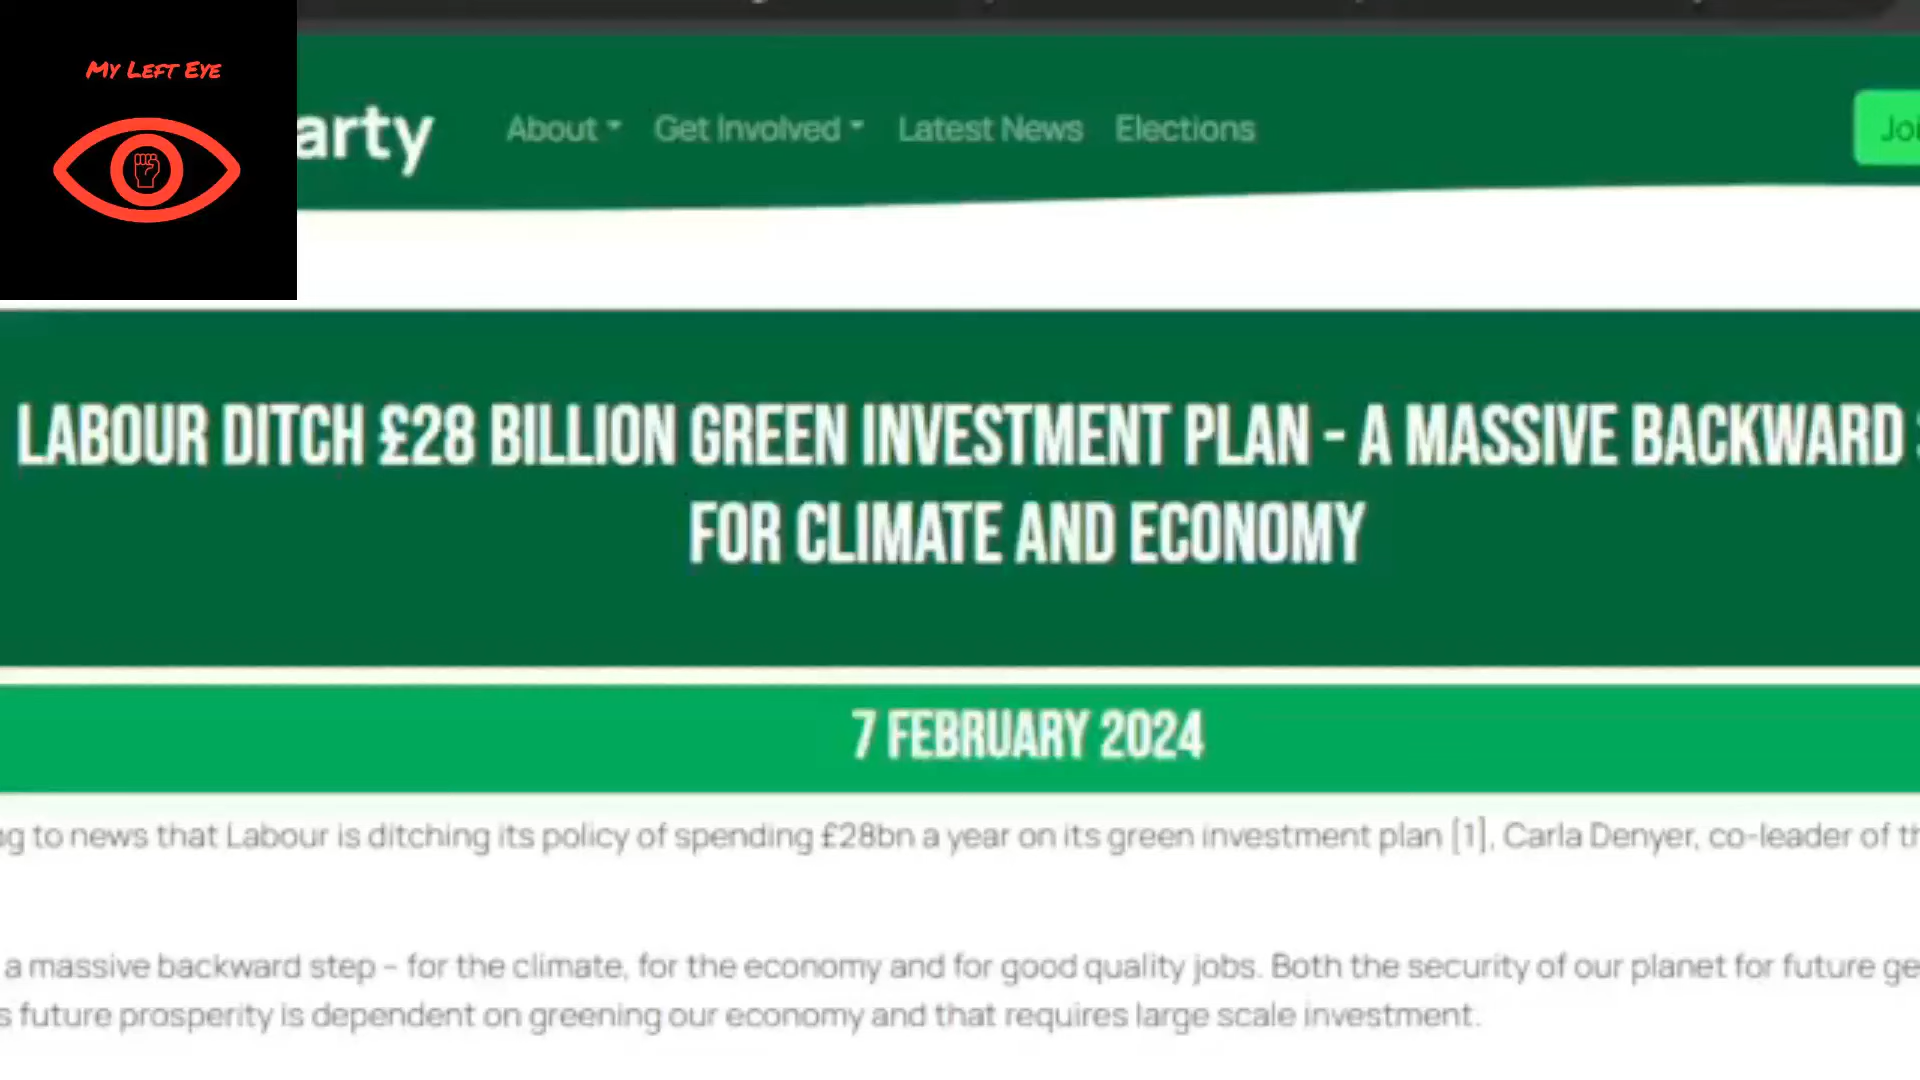 My Left Eye
arty
About Get Involved Latest News Elections
LABOUR DITCH £28 BILLION GREEN INVESTMENT PLAN - A MASSIVE BACKWARD
FOR CLIMATE AND ECONOMY
7 FEBRUARY 2024
to news that Labour is ditching its policy of spending £28bn a year on its green investment plan [1], Carla Denyer, co-leader of
a massive backward step – for the climate, for the economy and for good quality jobs. Both the security of our planet for future
future prosperity is dependent on greening our economy and that requires large scale investment.